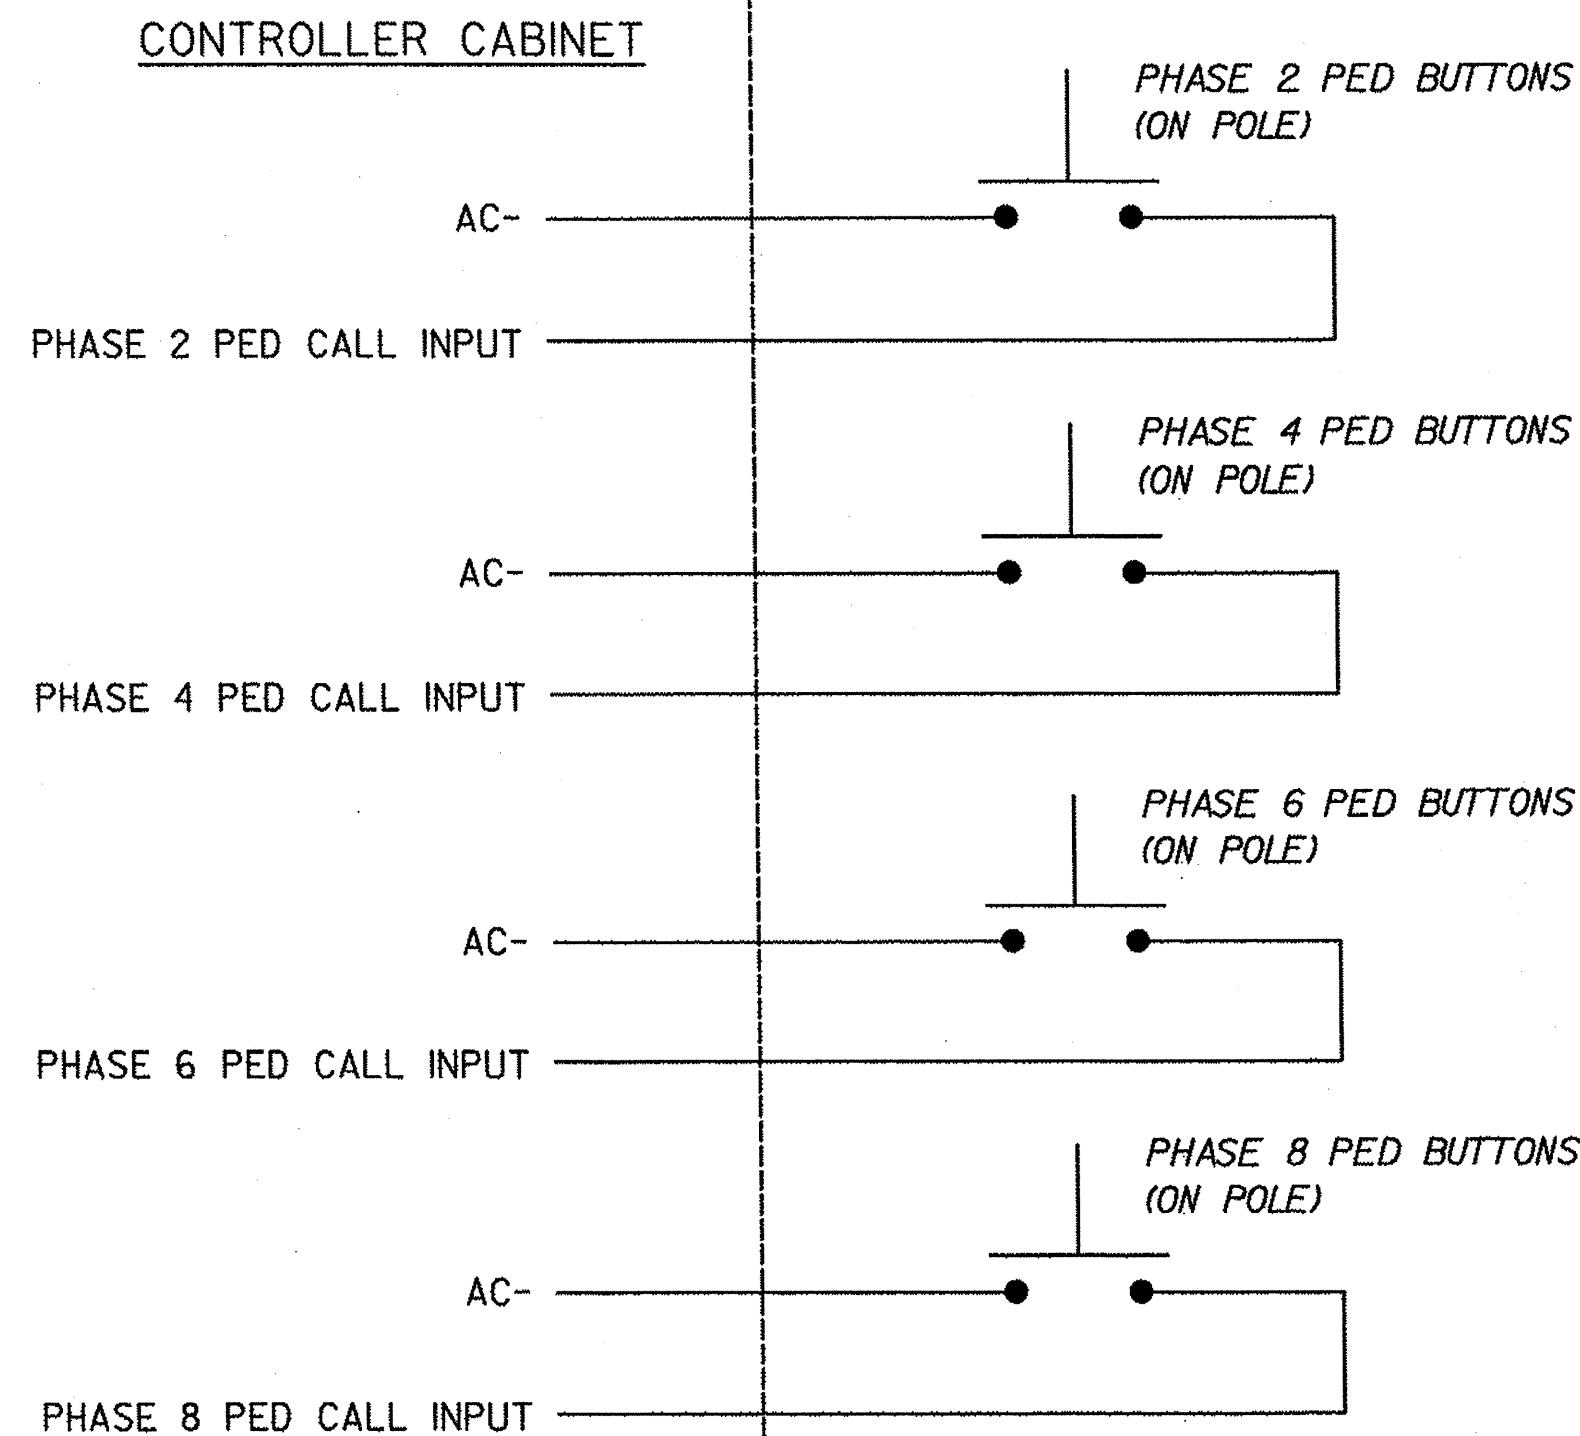 CONTROLLER CABINET
PHASE 2 PED BUTTONS
(ON POLE)
AC-
PHASE 2 PED CALL INPUT
PHASE 4 PED BUTTONS
(ON POLE)
AC-
PHASE 4 PED CALL INPUT
PHASE 6 PED BUTTONS
(ON POLE)
AC-
PHASE 6 PED CALL INPUT
PHASE 8 PED BUTTONS
(ON POLE)
AC-
PHASE 8 PED CALL INPUT